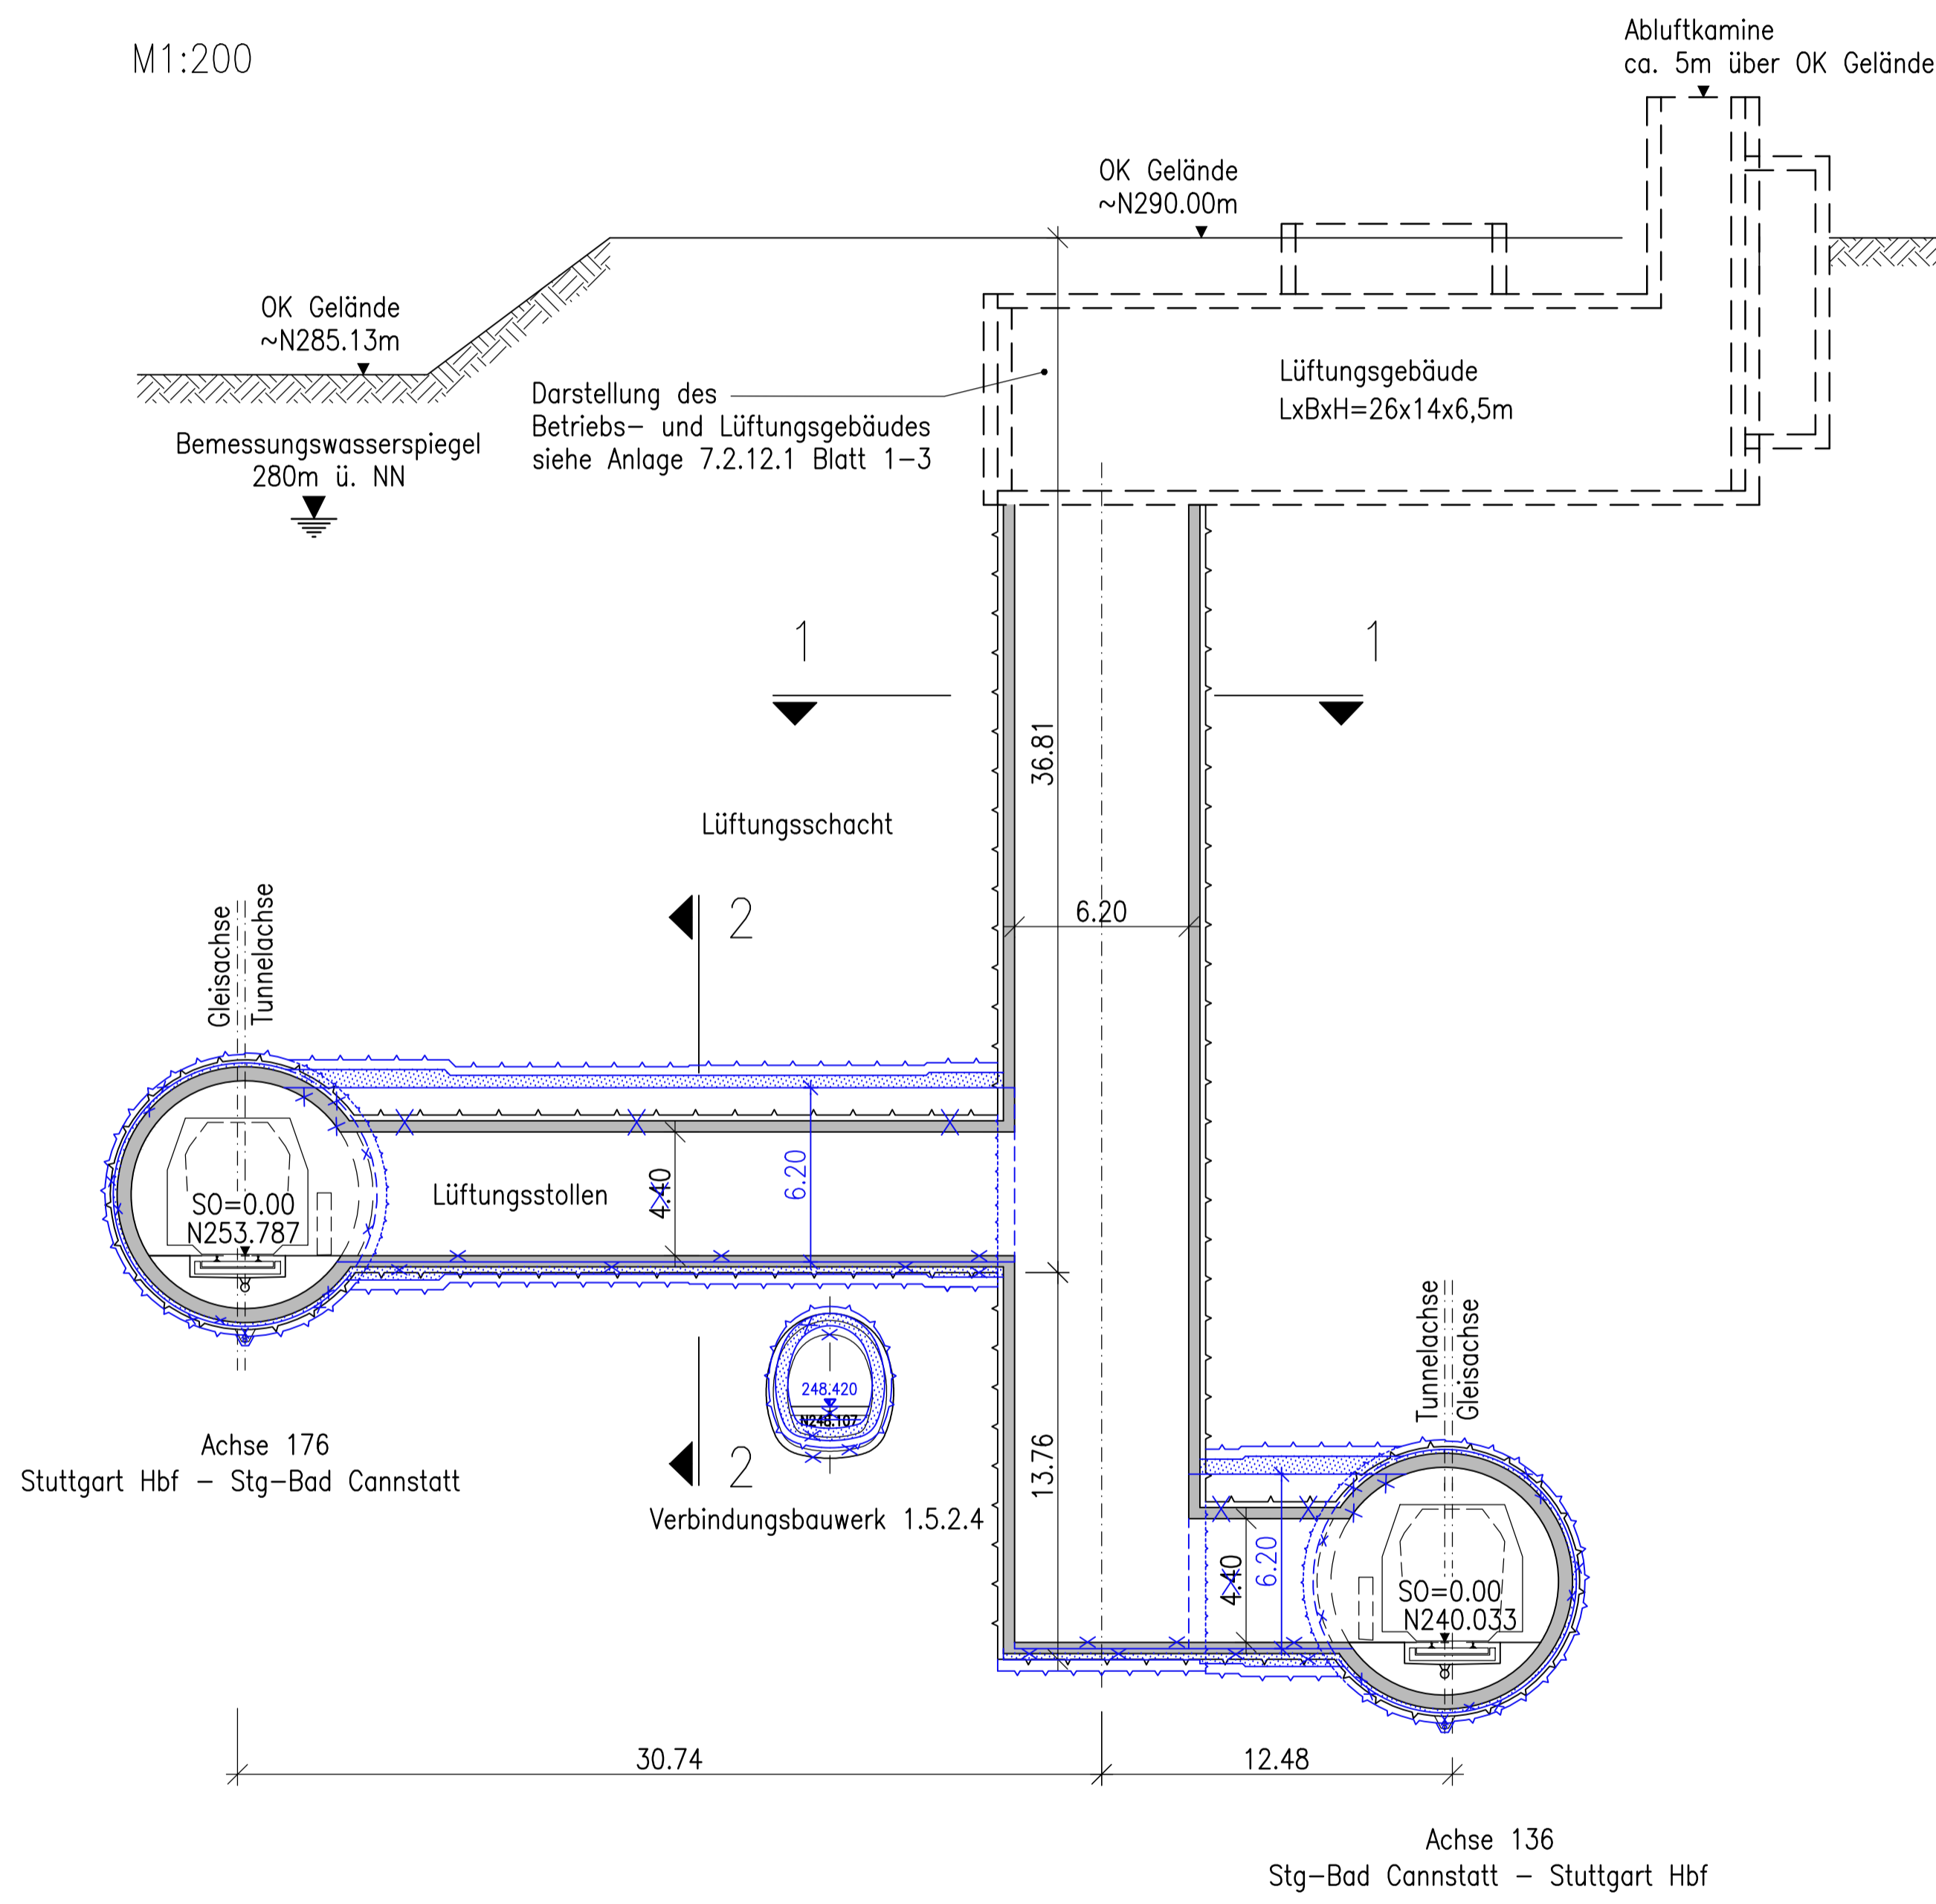 M1:200
Abluftkamine
ca. 5m über OK Gelände
OK Gelände
~N290.00m
OK Gelände
~N285.13m
Bemessungswasserspiegel
280m ü. NN
Darstellung des
Betriebs- und Lüftungsgebäudes
siehe Anlage 7.2.12.1 Blatt 1-3
Lüftungsgebäude
LxBxH=26x14x6,5m
1
1
36.81
Lüftungsschacht
2
6.20
Gleisachse
Tunnelachse
Lüftungsstollen
4.40
6.20
SO=0.00
N253.787
248.420
N248.107
Achse 176
Stuttgart Hbf - Stg-Bad Cannstatt
2
Verbindungsbauwerk 1.5.2.4
13.76
Tunnelachse
Gleisachse
4.40
6.20
SO=0.00
N240.033
30.74
12.48
Achse 136
Stg-Bad Cannstatt - Stuttgart Hbf